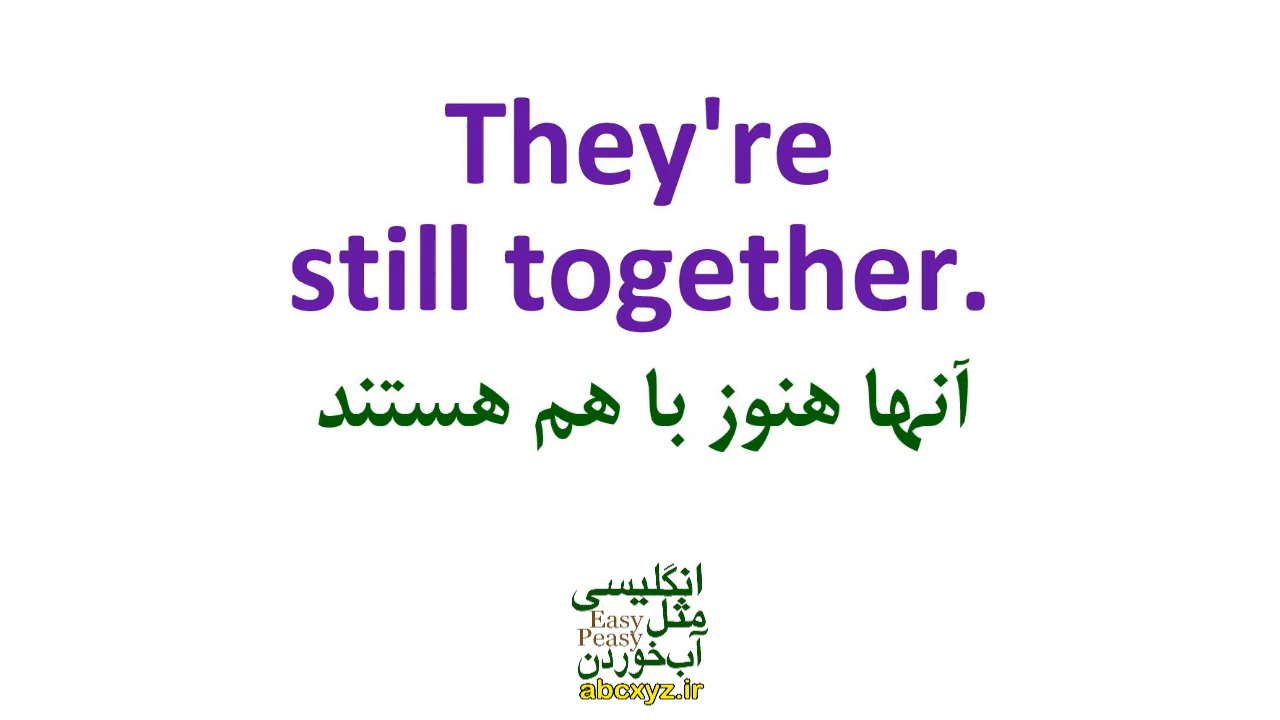 They're
still together.
آنها هنوز با هم هستند
انگلیسی
مثل
Easy
Peasy
آب‌خوردن
abcxyz.ir